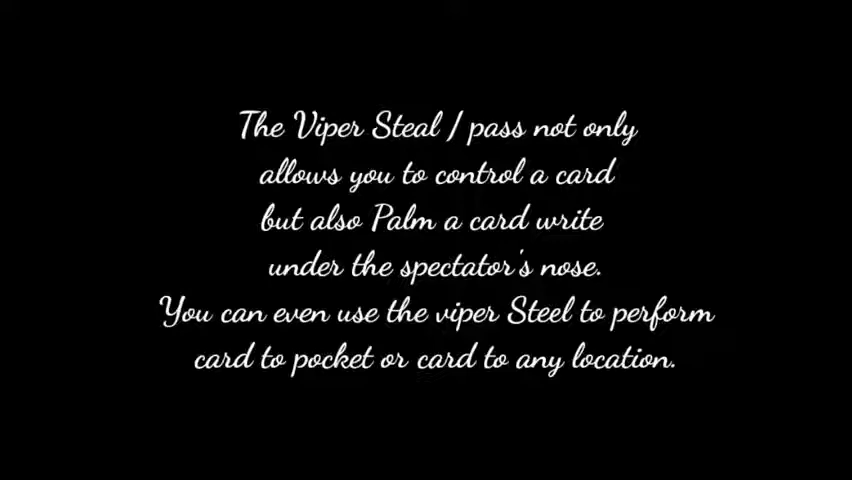 The Viper Steal / pass not only
allows you to control a card
but also Palm a card write
under the spectator's nose.
You can even use the viper Steel to perform
card to pocket or card to any location.